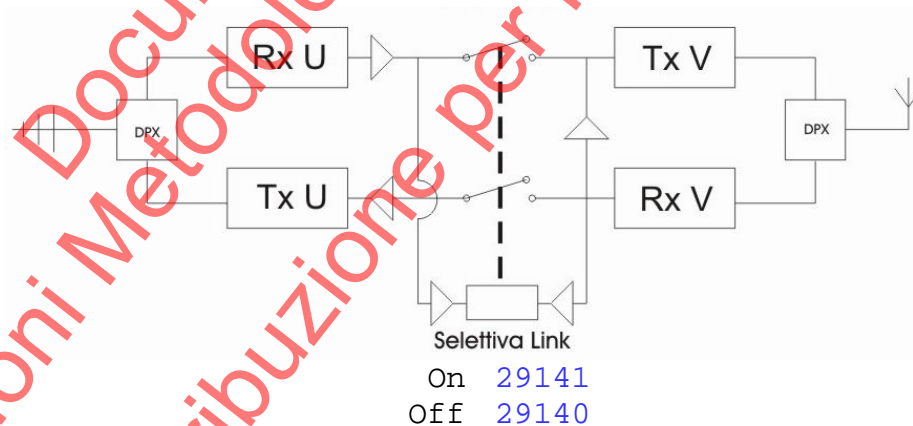 Rx U
Tx V
DPX
DPX
Tx U
Rx V
Selettiva Link
On 29141
Off 29140